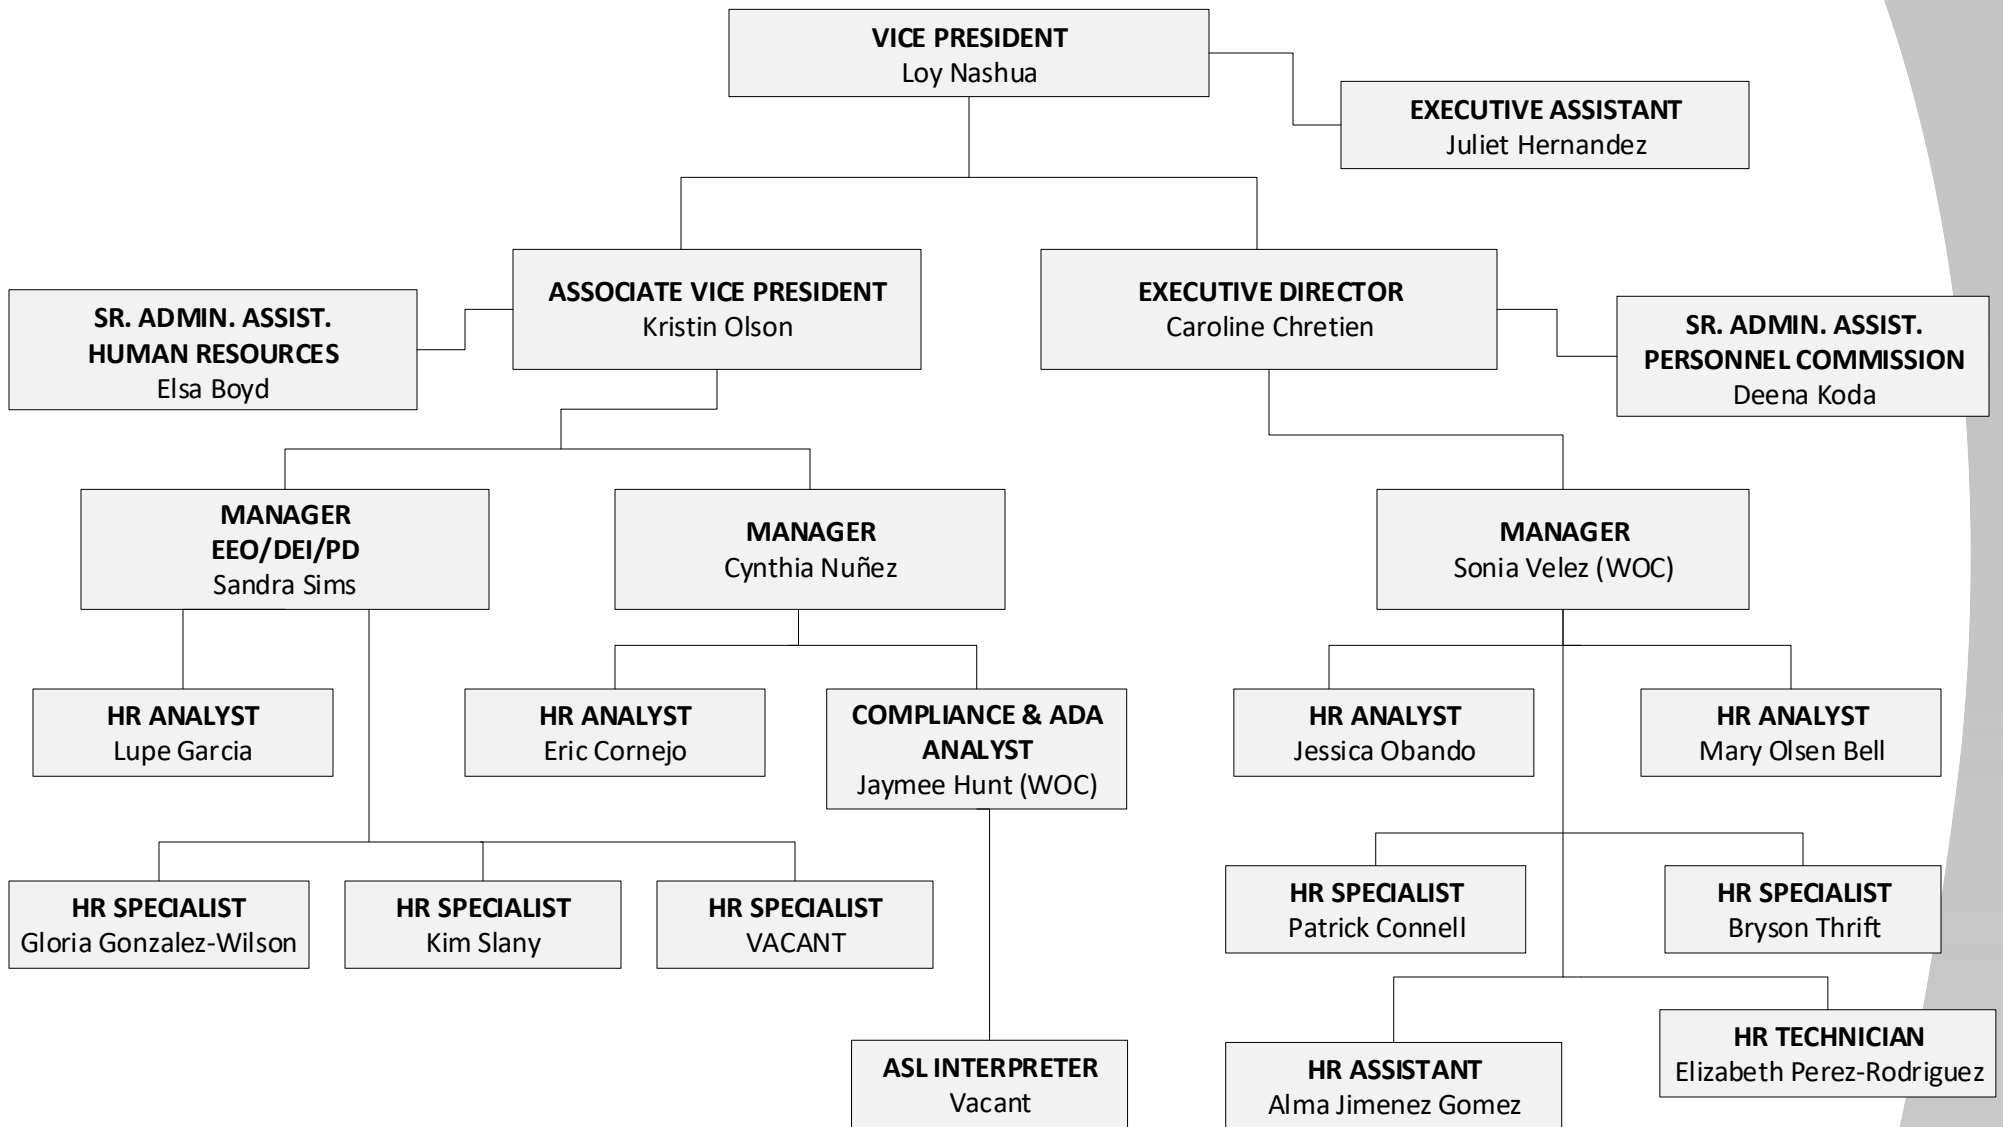 VICE PRESIDENT
Loy Nashua
EXECUTIVE ASSISTANT
Juliet Hernandez
ASSOCIATE VICE PRESIDENT
Kristin Olson
EXECUTIVE DIRECTOR
Caroline Chretien
SR. ADMIN. ASSIST.
HUMAN RESOURCES
Elsa Boyd
SR. ADMIN. ASSIST.
PERSONNEL COMMISSION
Deena Koda
MANAGER
EEO/DEI/PD
Sandra Sims
MANAGER
Cynthia Nuñez
MANAGER
Sonia Velez (WOC)
HR ANALYST
Lupe Garcia
HR ANALYST
Eric Cornejo
COMPLIANCE & ADA
ANALYST
Jaymee Hunt (WOC)
HR ANALYST
Jessica Obando
HR ANALYST
Mary Olsen Bell
HR SPECIALIST
Gloria Gonzalez-Wilson
HR SPECIALIST
Kim Slany
HR SPECIALIST
VACANT
HR SPECIALIST
Patrick Connell
HR SPECIALIST
Bryson Thrift
ASL INTERPRETER
Vacant
HR ASSISTANT
Alma Jimenez Gomez
HR TECHNICIAN
Elizabeth Perez-Rodriguez